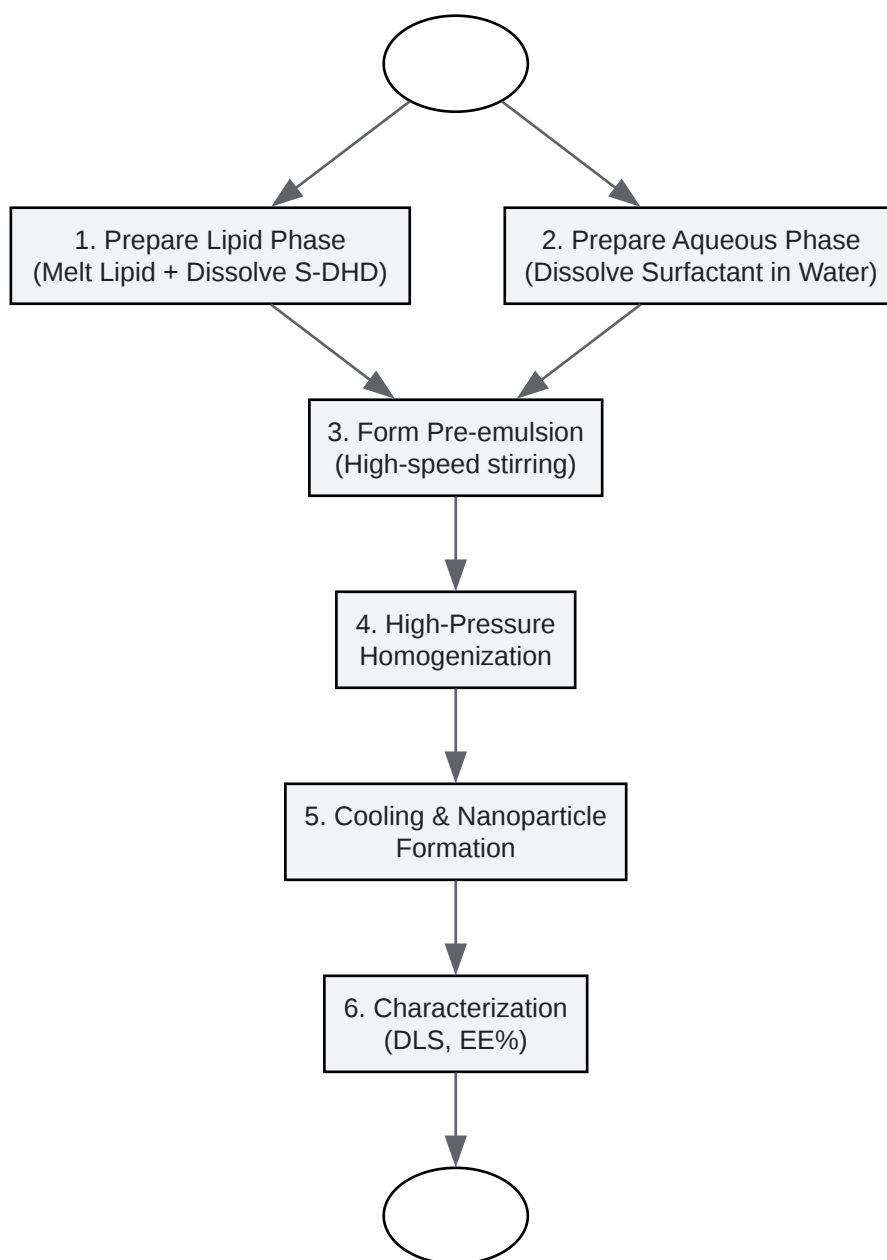 1. Prepare Lipid Phase
(Melt Lipid + Dissolve S-DHD)
2. Prepare Aqueous Phase
(Dissolve Surfactant in Water)
3. Form Pre-emulsion
(High-speed stirring)
4. High-Pressure
Homogenization
5. Cooling & Nanoparticle
Formation
6. Characterization
(DLS, EE%)